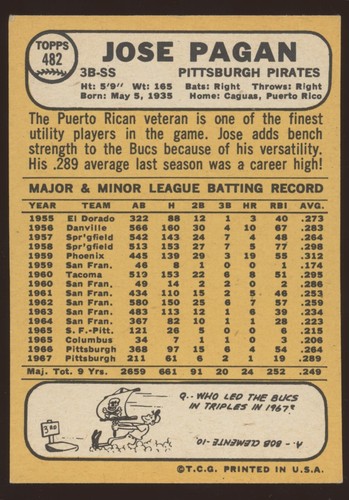 TOPPS
482
JOSE PAGAN
3B-SS PITTSBURGH PIRATES
Ht: 5'9" Wt: 165 Bats: Right Throws: Right
Born: May 5, 1935 Home: Caguas, Puerto Rico
The Puerto Rican veteran is one of the finest
utility players in the game. Jose adds bench
strength to the Bucs because of his versatility.
His .289 average last season was a career high!
MAJOR & MINOR LEAGUE BATTING RECORD
YEAR TEAM AB H 2B 3B HR RBI AVG.
1955 El Dorado 322 88 12 1 3 40 .273
1956 Danville 566 160 30 4 10 67 .283
1957 Spr'gfield 542 143 24 7 4 48 .264
1958 Spr'gfield 513 153 27 5 7 77 .298
1959 Phoenix 445 139 29 3 19 55 .312
1959 San Fran. 46 8 1 0 0 1 .174
1960 Tacoma 519 153 22 6 8 51 .295
1960 San Fran. 49 14 2 2 0 2 .286
1961 San Fran. 434 110 15 2 5 46 .253
1962 San Fran. 580 150 25 6 7 57 .259
1963 San Fran. 483 113 12 1 6 39 .234
1964 San Fran. 367 82 10 0 1 28 .223
1965 S. F.-Pitt. 121 26 5 0 0 6 .215
1965 Columbus 34 7 1 1 0 3 .206
1966 Pittsburgh 368 97 15 6 4 54 .264
1967 Pittsburgh 211 61 6 2 1 19 .289
Maj. Tot. 9 Yrs. 2659 661 91 20 24 252 .249
Q.-WHO LED THE BUCS
IN TRIPLES IN 1967?
A.-BOB CLEMENTE-10.
©T.C.G. PRINTED IN U.S.A.